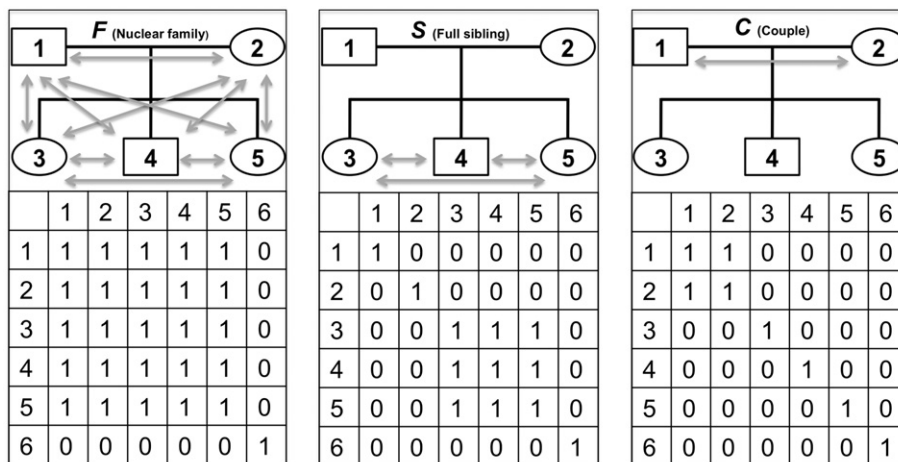 F (Nuclear family)
1 2
3 4 5
1 2 3 4 5 6
1 1 1 1 1 1 0
2 1 1 1 1 1 0
3 1 1 1 1 1 0
4 1 1 1 1 1 0
5 1 1 1 1 1 0
6 0 0 0 0 0 1
S (Full sibling)
1 2
3 4 5
1 2 3 4 5 6
1 1 0 0 0 0 0
2 0 1 0 0 0 0
3 0 0 1 1 1 0
4 0 0 1 1 1 0
5 0 0 1 1 1 0
6 0 0 0 0 0 1
C (Couple)
1 2
3 4 5
1 2 3 4 5 6
1 1 1 0 0 0 0
2 1 1 0 0 0 0
3 0 0 1 0 0 0
4 0 0 0 1 0 0
5 0 0 0 0 1 0
6 0 0 0 0 0 1